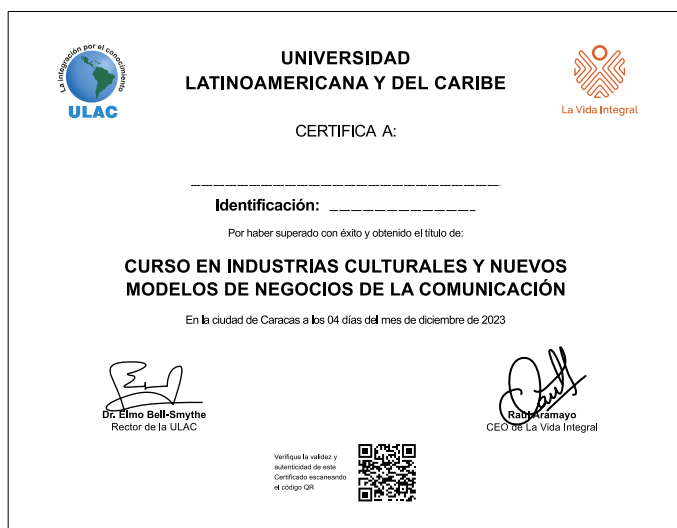 La integración por el conocimiento
ULAC
UNIVERSIDAD
LATINOAMERICANA Y DEL CARIBE
La Vida Integral
CERTIFICA A:
Identificación:
Por haber superado con éxito y obtenido el título de:
CURSO EN INDUSTRIAS CULTURALES Y NUEVOS
MODELOS DE NEGOCIOS DE LA COMUNICACIÓN
En la ciudad de Caracas a los 04 días del mes de diciembre de 2023
Dr. Elmo Bell-Smythe
Rector de la ULAC
Raúl Aramayo
CEO de La Vida Integral
Verifique la validez y
autenticidad de este
Certificado escaneando
el código QR